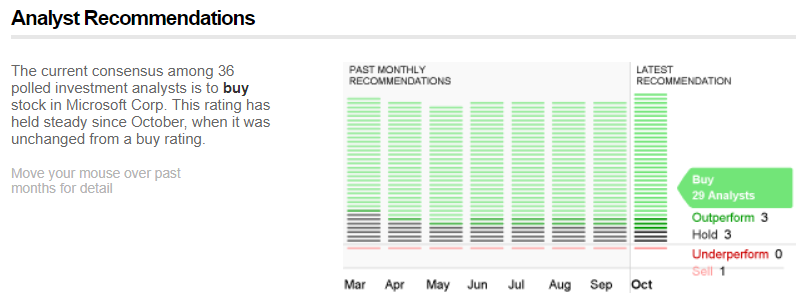 Analyst Recommendations
The current consensus among 36
polled investment analysts is to buy
stock in Microsoft Corp. This rating has
held steady since October, when it was
unchanged from a buy rating.
Move your mouse over past
months for detail
PAST MONTHLY
RECOMMENDATIONS
LATEST
RECOMMENDATION
Buy
29 Analysts
Outperform 3
Hold 3
Underperform 0
Sell 1
Mar Apr May Jun Jul Aug Sep Oct